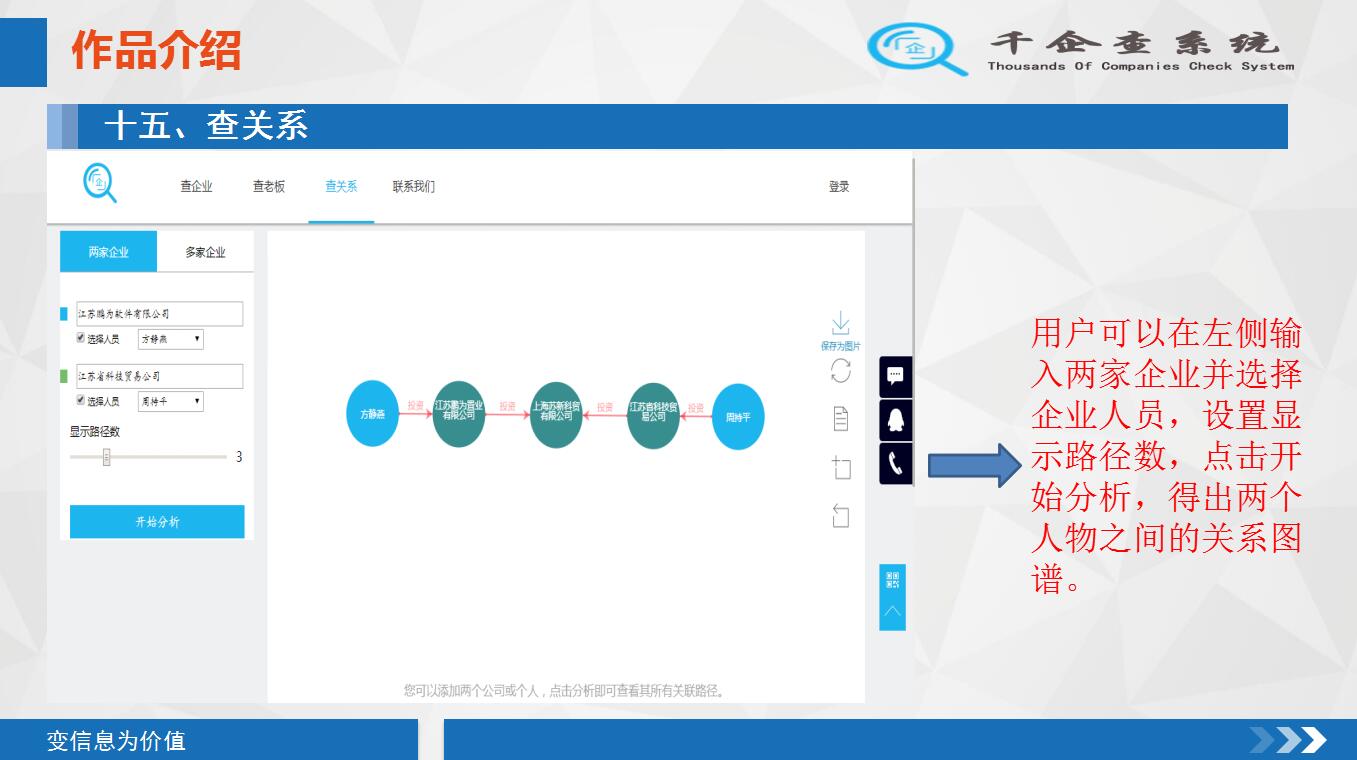 作品介绍
千企查系统
Thousands Of Companies Check System
十五、查关系
查企业 查老板 查关系 联系我们 登录
两家企业 多家企业
江苏鹏为软件有限公司
选择人员 方静燕
江苏省科技贸易公司
选择人员 周持平
显示路径数
3
开始分析
保存为图片
方静燕 投资 江苏鹏为置业有限公司 投资 上海苏新科贸有限公司 投资 江苏省科技贸易公司 投资 周持平
您可以添加两个公司或个人，点击分析即可查看其所有关联路径。
用户可以在左侧输
入两家企业并选择
企业人员，设置显
示路径数，点击开
始分析，得出两个
人物之间的关系图
谱。
变信息为价值